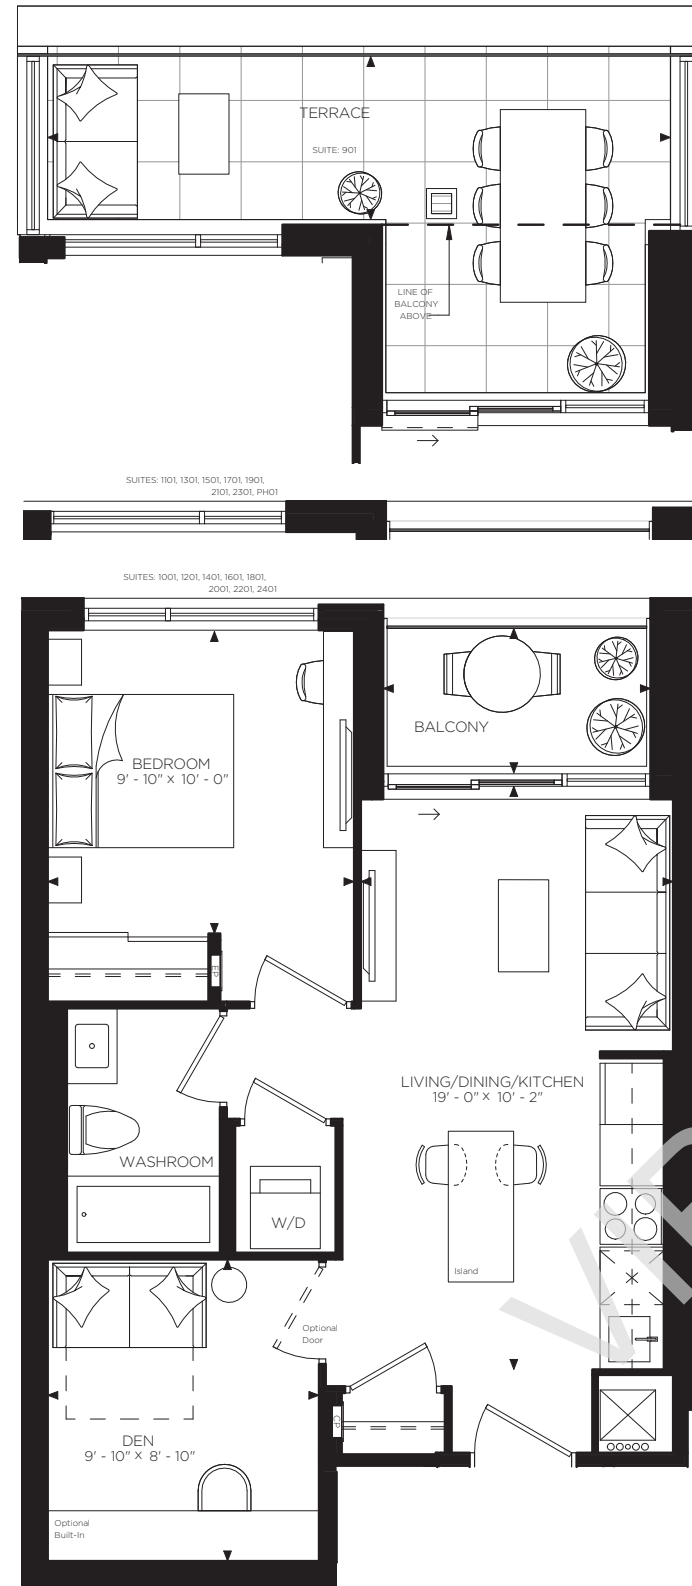 TERRACE
SUITE: 901
LINE OF
BALCONY
ABOVE
SUITES: 1101, 1301, 1501, 1701, 1901,
2101, 2301, PH01
SUITES: 1001, 1201, 1401, 1601, 1801,
2001, 2201, 2401
BALCONY
BEDROOM
9' - 10" x 10' - 0"
EP
LIVING/DINING/KITCHEN
19' - 0" x 10' - 2"
WASHROOM
W/D
Island
Optional
Door
CP
DEN
9' - 10" x 8' - 10"
Optional
Built-In